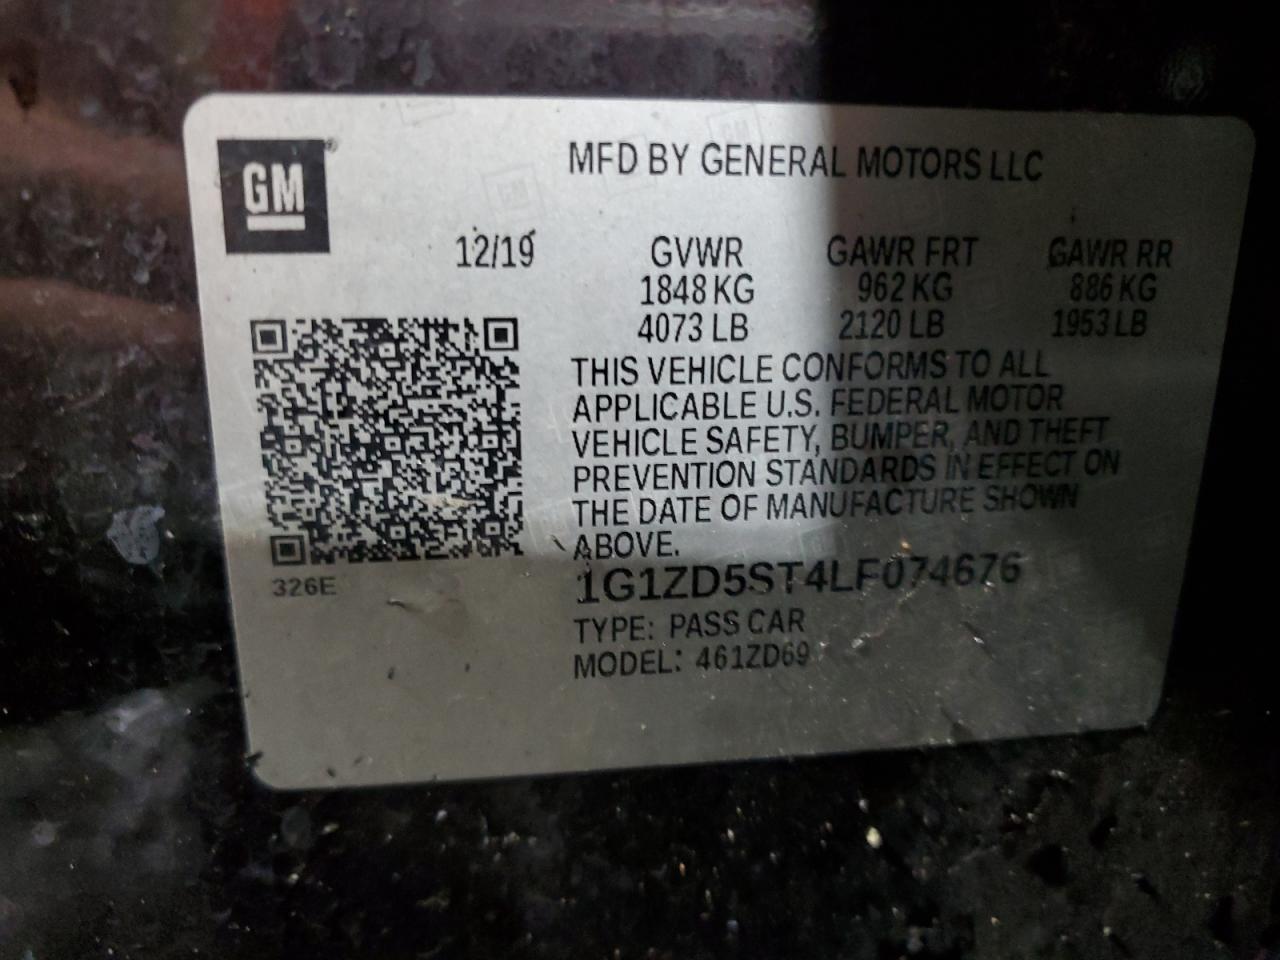 GM®
MFD BY GENERAL MOTORS LLC
12/19
GVWR GAWR FRT GAWR RR
1848 KG 962 KG 886 KG
4073 LB 2120 LB 1953 LB
THIS VEHICLE CONFORMS TO ALL
APPLICABLE U.S. FEDERAL MOTOR
VEHICLE SAFETY, BUMPER, AND THEFT
PREVENTION STANDARDS IN EFFECT ON
THE DATE OF MANUFACTURE SHOWN
ABOVE.
326E
1G1ZD5ST4LF074676
TYPE: PASS CAR
MODEL: 461ZD69